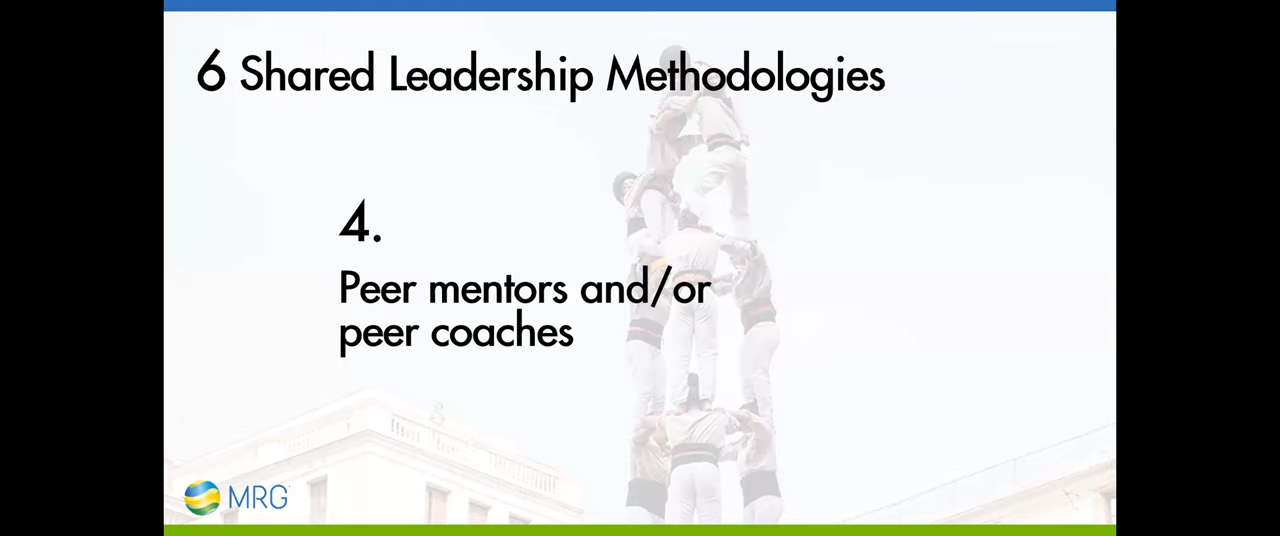 6 Shared Leadership Methodologies
4.
Peer mentors and/or
peer coaches
MRG